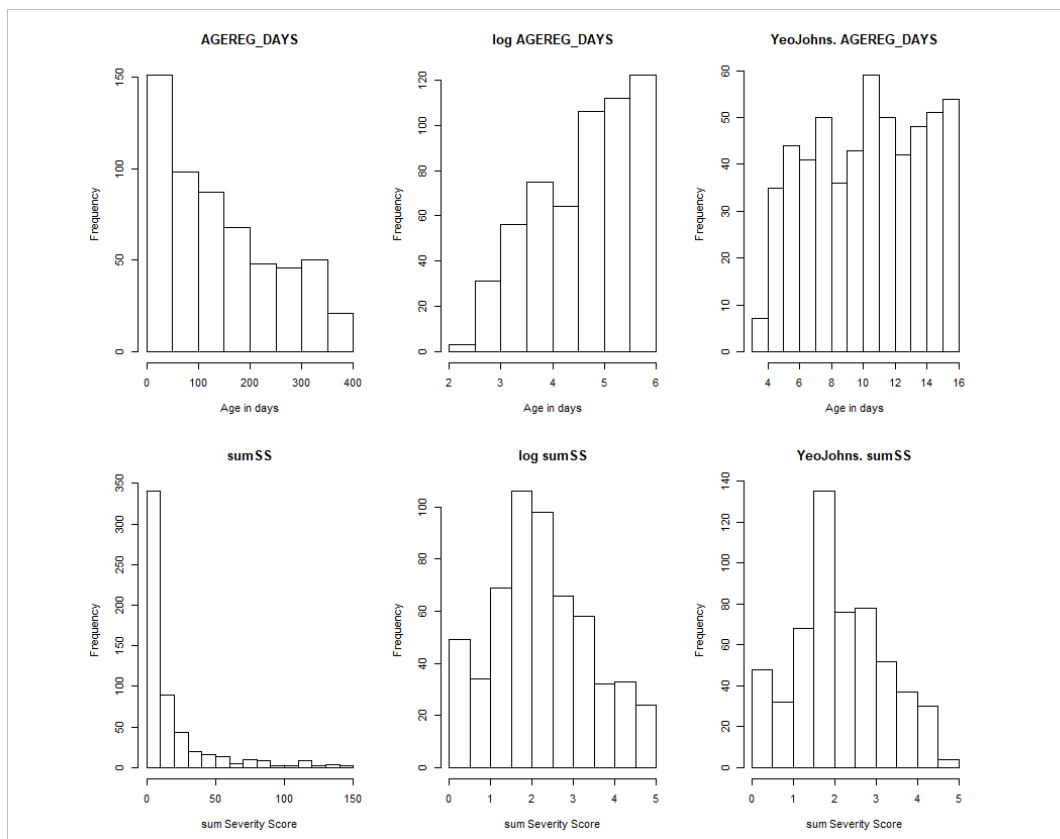 AGEREG_DAYS
Frequency
0 50 100 150
0 100 200 300 400
Age in days
log AGEREG_DAYS
Frequency
0 20 40 60 80 100 120
2 3 4 5 6
Age in days
YeoJohns. AGEREG_DAYS
Frequency
0 10 20 30 40 50 60
4 6 8 10 12 14 16
Age in days
sumSS
Frequency
0 50 100 150 200 250 300 350
0 50 100 150
sum Severity Score
log sumSS
Frequency
0 20 40 60 80 100
0 1 2 3 4 5
sum Severity Score
YeoJohns. sumSS
Frequency
0 20 40 60 80 100 120 140
0 1 2 3 4 5
sum Severity Score